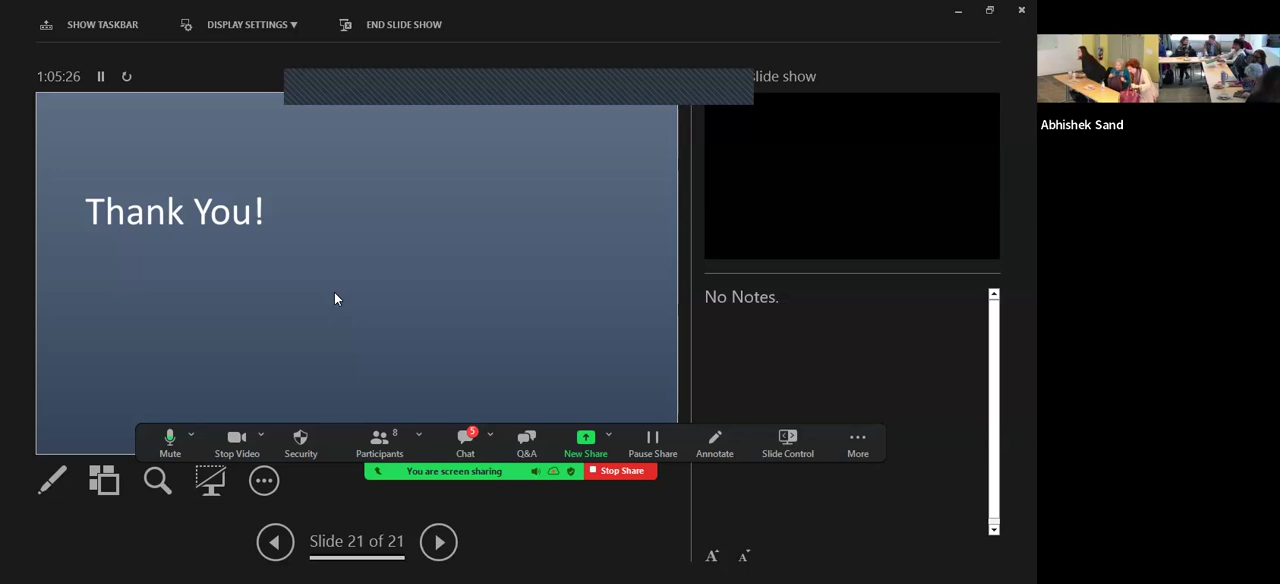 SHOW TASKBAR DISPLAY SETTINGS ▼ END SLIDE SHOW
1:05:26
slide show
Abhishek Sand
Thank You!
No Notes.
8
5
Mute Stop Video Security Participants Chat Q&A New Share Pause Share Annotate Slide Control More
You are screen sharing Stop Share
Slide 21 of 21
A A